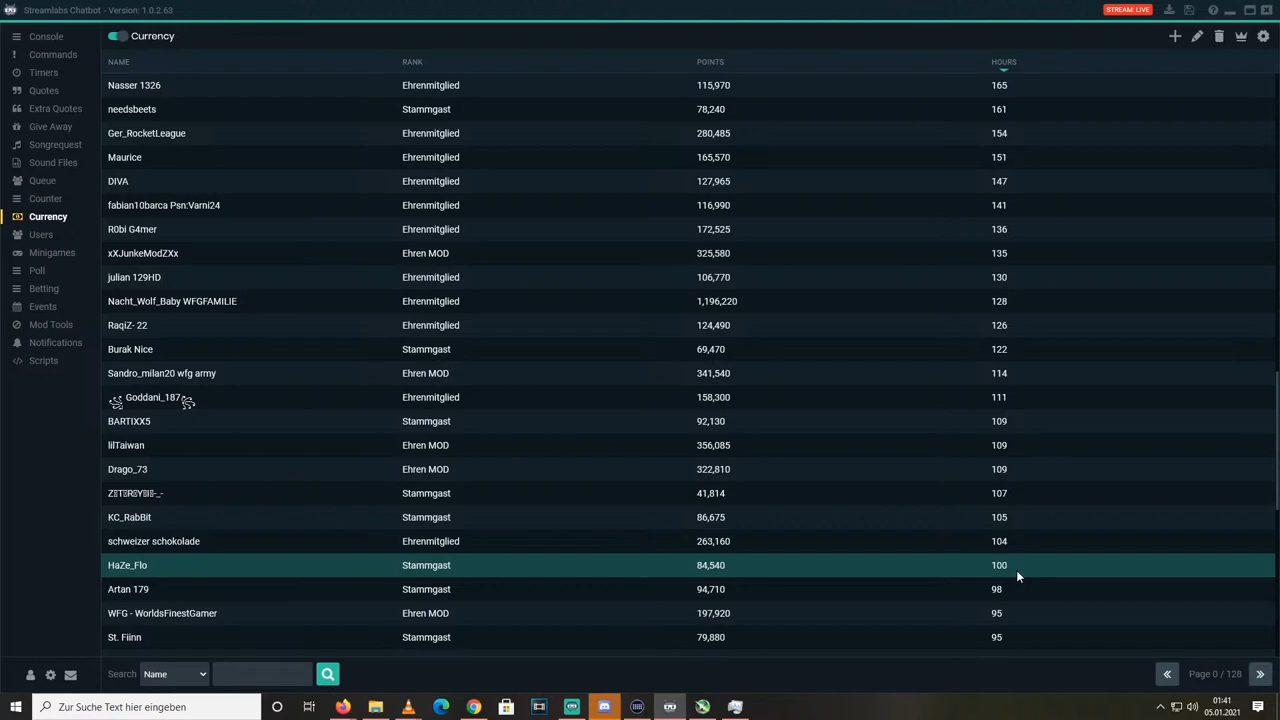 Streamlabs Chatbot - Version: 1.0.2.63
STREAM: LIVE
Console
Commands
Timers
Quotes
Extra Quotes
Give Away
Songrequest
Sound Files
Queue
Counter
Currency
Users
Minigames
Poll
Betting
Events
Mod Tools
Notifications
Scripts
Currency
NAME RANK POINTS HOURS
Nasser 1326 Ehrenmitglied 115,970 165
needsbeets Stammgast 78,240 161
Ger_RocketLeague Ehrenmitglied 280,485 154
Maurice Ehrenmitglied 165,570 151
DIVA Ehrenmitglied 127,965 147
fabian10barca Psn:Varni24 Ehrenmitglied 116,990 141
R0bi G4mer Ehrenmitglied 172,525 136
xXJunkeModZXx Ehren MOD 325,580 135
julian 129HD Ehrenmitglied 106,770 130
Nacht_Wolf_Baby WFGFAMILIE Ehrenmitglied 1,196,220 128
RaqiZ- 22 Ehrenmitglied 124,490 126
Burak Nice Stammgast 69,470 122
Sandro_milan20 wfg army Ehren MOD 341,540 114
꧁ Goddani_187꧂ Ehrenmitglied 158,300 111
BARTIXX5 Stammgast 92,130 109
lilTaiwan Ehren MOD 356,085 109
Drago_73 Ehren MOD 322,810 109
Stammgast 41,814 107
KC_RabBit Stammgast 86,675 105
schweizer schokolade Ehrenmitglied 263,160 104
HaZe_Flo Stammgast 84,540 100
Artan 179 Stammgast 94,710 98
WFG - WorldsFinestGamer Ehren MOD 197,920 95
St. Fiinn Stammgast 79,880 95
Search Name Page 0 / 128
Zur Suche Text hier eingeben
01:41
05.01.2021